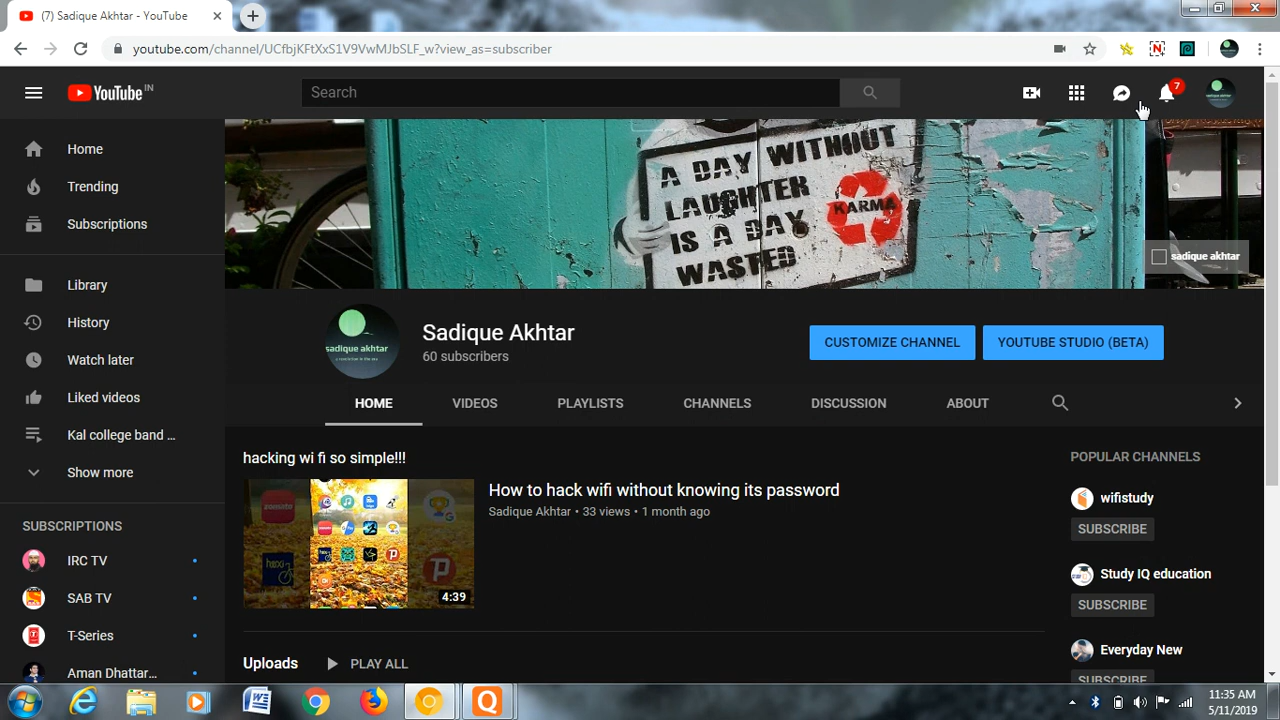 (7) Sadique Akhtar - YouTube
youtube.com/channel/UCfbjKFtXxS1V9VwMJbSLF_w?view_as=subscriber
YouTube IN
Search
7
Home
Trending
Subscriptions
Library
History
Watch later
Liked videos
Kal college band ...
Show more
SUBSCRIPTIONS
IRC TV
SAB TV
T-Series
Aman Dhattar...
A DAY WITHOUT
LAUGHTER
IS A DAY
WASTED
KARMA
sadique akhtar
sadique akhtar
Sadique Akhtar
60 subscribers
CUSTOMIZE CHANNEL
YOUTUBE STUDIO (BETA)
HOME
VIDEOS
PLAYLISTS
CHANNELS
DISCUSSION
ABOUT
hacking wi fi so simple!!!
How to hack wifi without knowing its password
Sadique Akhtar • 33 views • 1 month ago
4:39
Uploads
PLAY ALL
POPULAR CHANNELS
wifistudy
SUBSCRIBE
Study IQ education
SUBSCRIBE
Everyday New
SUBSCRIBE
11:35 AM
5/11/2019